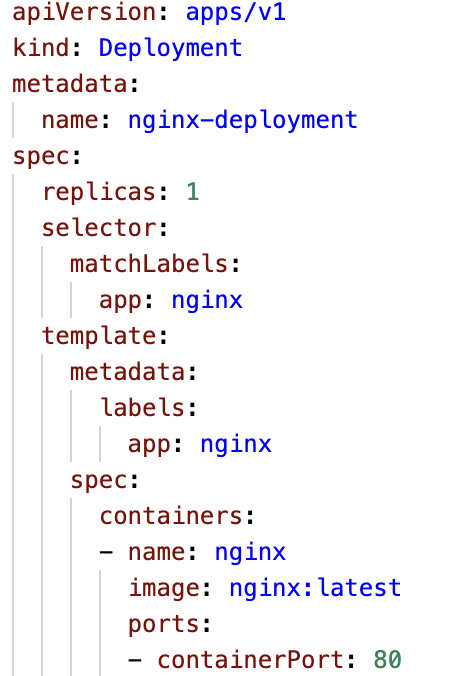 apiVersion: apps/v1
kind: Deployment
metadata:
  name: nginx-deployment
spec:
  replicas: 1
  selector:
    matchLabels:
      app: nginx
  template:
    metadata:
      labels:
        app: nginx
    spec:
      containers:
      - name: nginx
        image: nginx:latest
        ports:
        - containerPort: 80